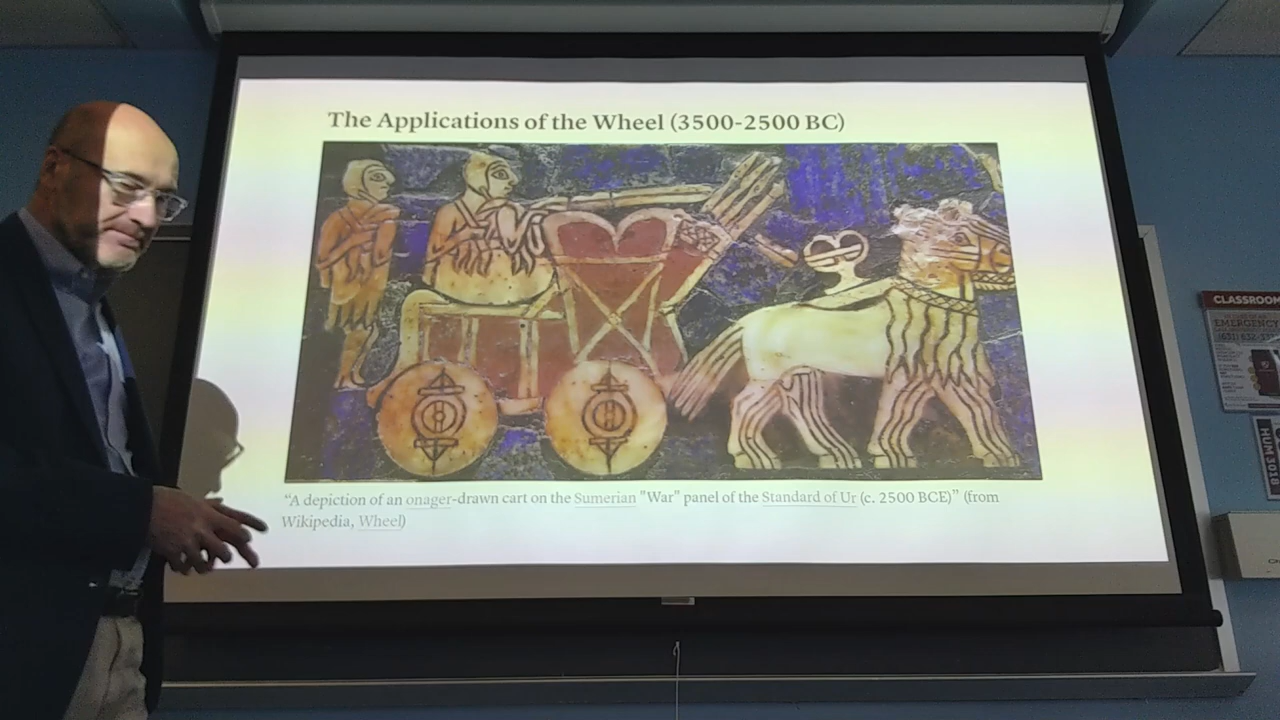 The Applications of the Wheel (3500-2500 BC)
“A depiction of an onager-drawn cart on the Sumerian "War" panel of the Standard of Ur (c. 2500 BCE)” (from
Wikipedia, Wheel)
CLASSROOM
EMERGENCY
HUM 3018